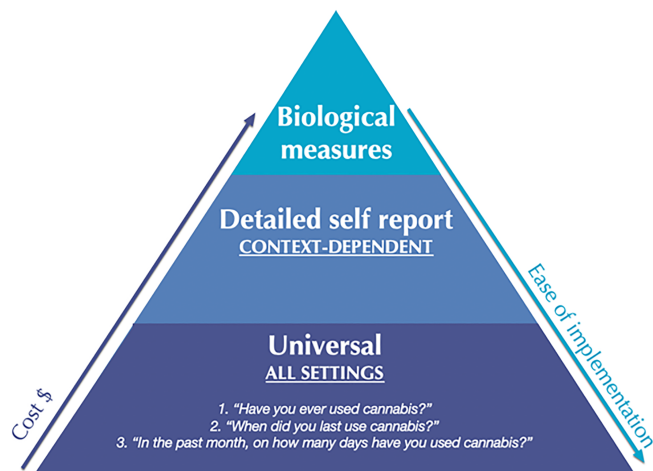 Biological
measures
Detailed self report
CONTEXT-DEPENDENT
Universal
ALL SETTINGS
1. “Have you ever used cannabis?”
2. “When did you last use cannabis?”
3. “In the past month, on how many days have you used cannabis?”
Cost $
Ease of implementation